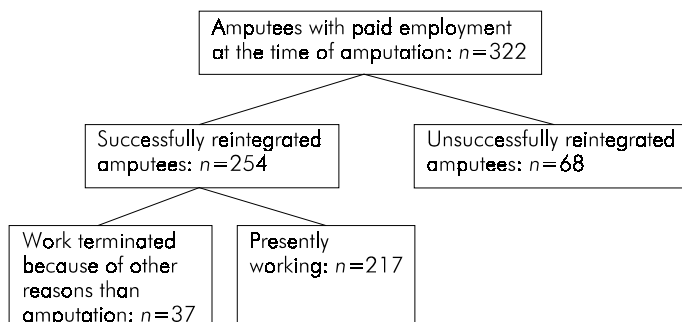 Amputees with paid employment
at the time of amputation: n=322
Successfully reintegrated
amputees: n=254
Unsuccessfully reintegrated
amputees: n=68
Work terminated
because of other
reasons than
amputation: n=37
Presently
working: n=217